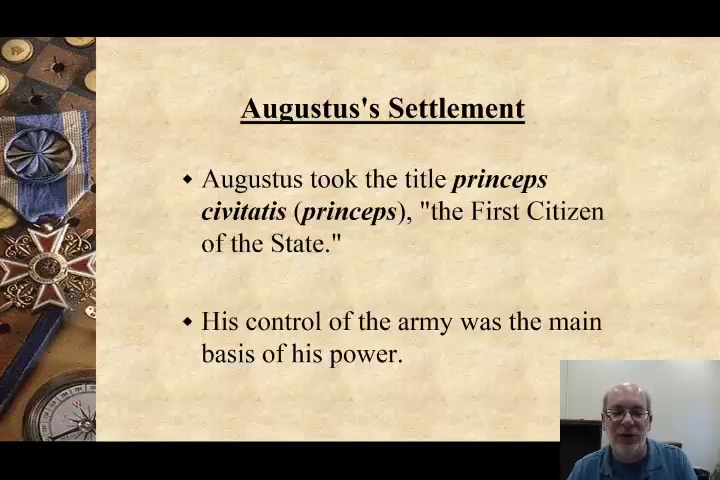 Augustus's Settlement
Augustus took the title princeps
civitatis (princeps), "the First Citizen
of the State."
His control of the army was the main
basis of his power.